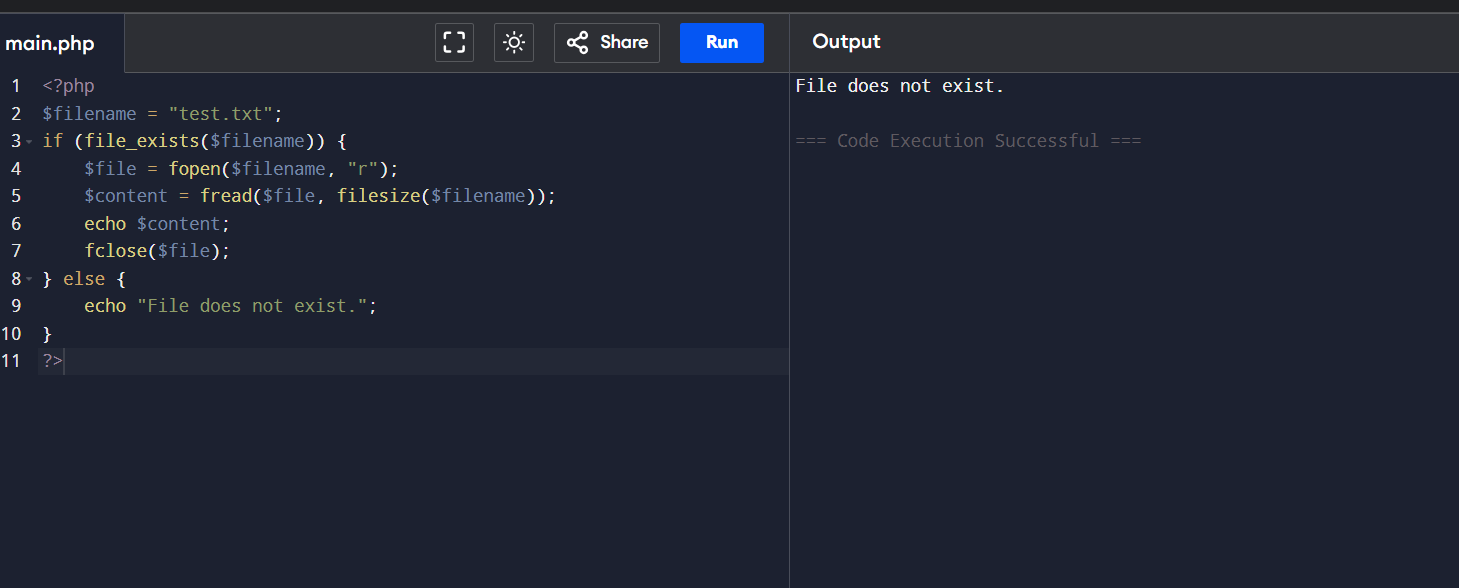 main.php
Share
Run
Output
1 <?php
2 $filename = "test.txt";
3 if (file_exists($filename)) {
4     $file = fopen($filename, "r");
5     $content = fread($file, filesize($filename));
6     echo $content;
7     fclose($file);
8 } else {
9     echo "File does not exist.";
10 }
11 ?>
File does not exist.
=== Code Execution Successful ===